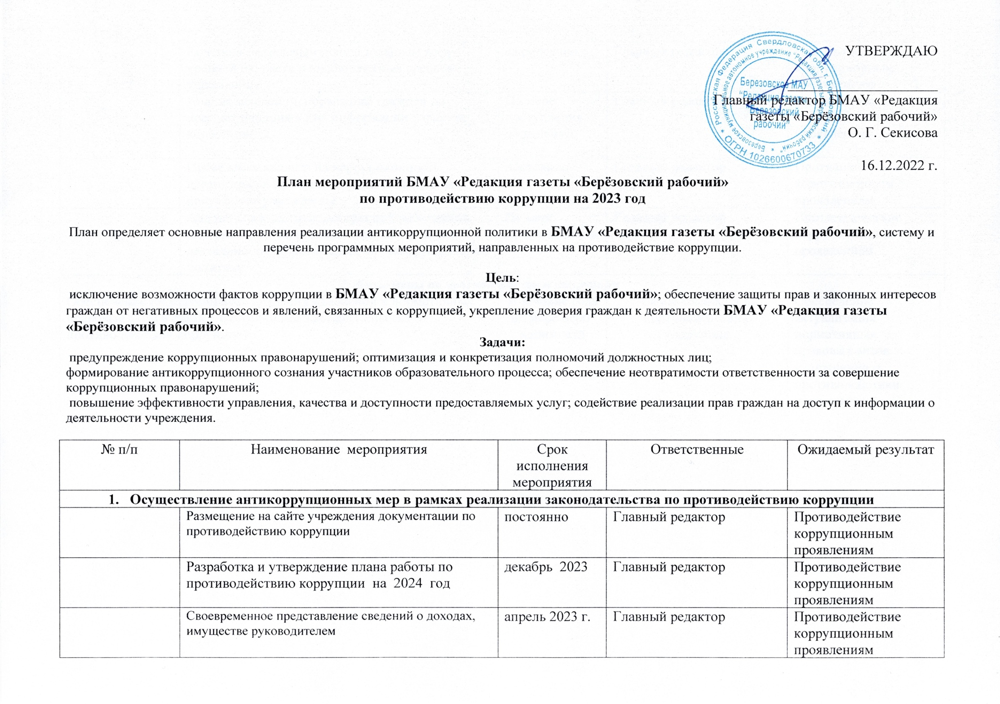 УТВЕРЖДАЮ
Российская Федерация Свердловская обл. г. Березовский
* ОГРН 1026600670733 *
Березовское муниципальное автономное учреждение "Редакция газеты "Березовский рабочий" *
Березовское МАУ
"Редакция газеты
"Березовский
рабочий"
Главный редактор БМАУ «Редакция
газеты «Берёзовский рабочий»
О. Г. Секисова
16.12.2022 г.
План мероприятий БМАУ «Редакция газеты «Берёзовский рабочий»
по противодействию коррупции на 2023 год
План определяет основные направления реализации антикоррупционной политики в БМАУ «Редакция газеты «Берёзовский рабочий», систему и
перечень программных мероприятий, направленных на противодействие коррупции.
Цель:
исключение возможности фактов коррупции в БМАУ «Редакция газеты «Берёзовский рабочий»; обеспечение защиты прав и законных интересов
граждан от негативных процессов и явлений, связанных с коррупцией, укрепление доверия граждан к деятельности БМАУ «Редакция газеты
«Берёзовский рабочий».
Задачи:
предупреждение коррупционных правонарушений; оптимизация и конкретизация полномочий должностных лиц;
формирование антикоррупционного сознания участников образовательного процесса; обеспечение неотвратимости ответственности за совершение
коррупционных правонарушений;
повышение эффективности управления, качества и доступности предоставляемых услуг; содействие реализации прав граждан на доступ к информации о
деятельности учреждения.
№ п/п
Наименование мероприятия
Срок
исполнения
мероприятия
Ответственные
Ожидаемый результат
1. Осуществление антикоррупционных мер в рамках реализации законодательства по противодействию коррупции
Размещение на сайте учреждения документации по
противодействию коррупции
постоянно
Главный редактор
Противодействие
коррупционным
проявлениям
Разработка и утверждение плана работы по
противодействию коррупции на 2024 год
декабрь 2023
Главный редактор
Противодействие
коррупционным
проявлениям
Своевременное представление сведений о доходах,
имуществе руководителем
апрель 2023 г.
Главный редактор
Противодействие
коррупционным
проявлениям